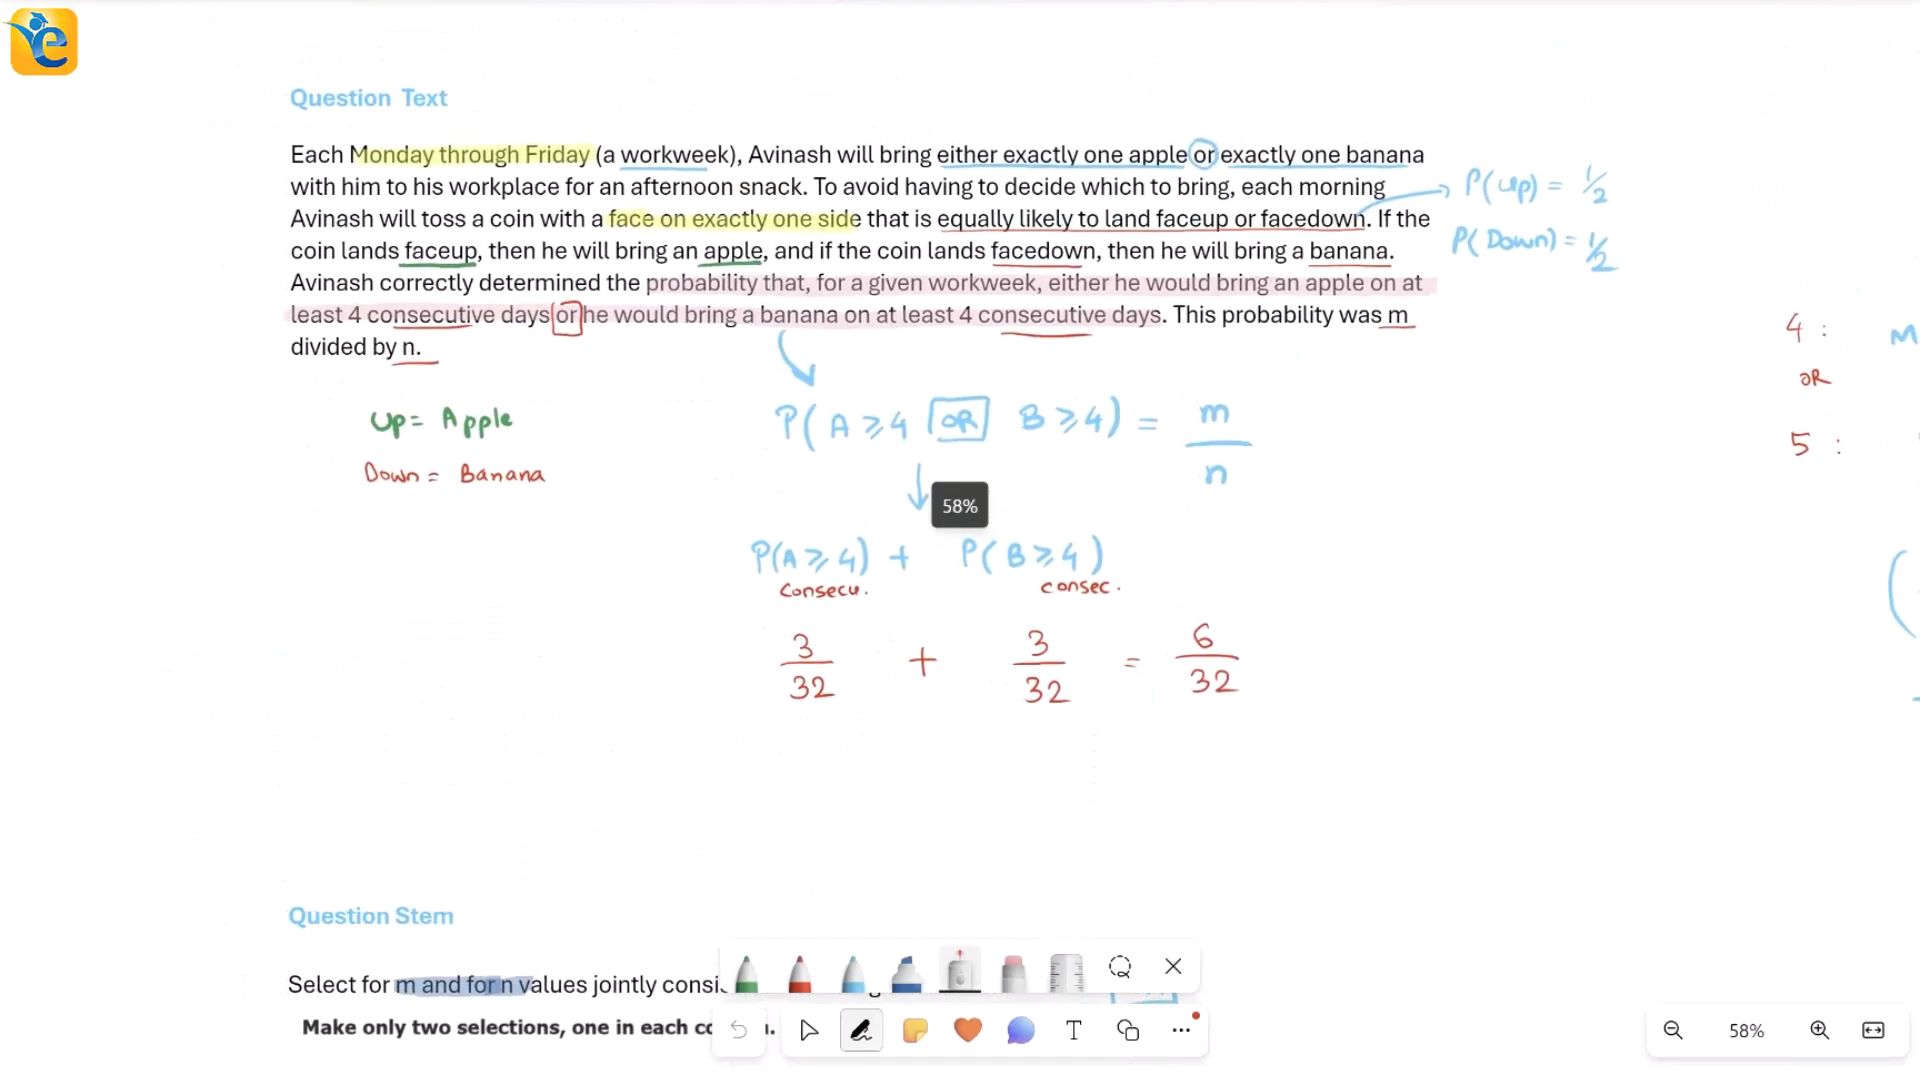 Question Text
Each Monday through Friday (a workweek), Avinash will bring either exactly one apple or exactly one banana
with him to his workplace for an afternoon snack. To avoid having to decide which to bring, each morning
Avinash will toss a coin with a face on exactly one side that is equally likely to land faceup or facedown. If the
coin lands faceup, then he will bring an apple, and if the coin lands facedown, then he will bring a banana.
Avinash correctly determined the probability that, for a given workweek, either he would bring an apple on at
least 4 consecutive days or he would bring a banana on at least 4 consecutive days. This probability was m
divided by n.
P(Up) = 1/2
P(Down) = 1/2
4 : M
OR
5 :
Up = Apple
Down = Banana
P( A ⩾ 4 OR B ⩾ 4 ) = m/n
58%
P(A ⩾ 4) + P( B ⩾ 4 )
Consecu. consec.
3/32 + 3/32 = 6/32
Question Stem
Select for m and for n values jointly
Make only two selections, one in each
58%